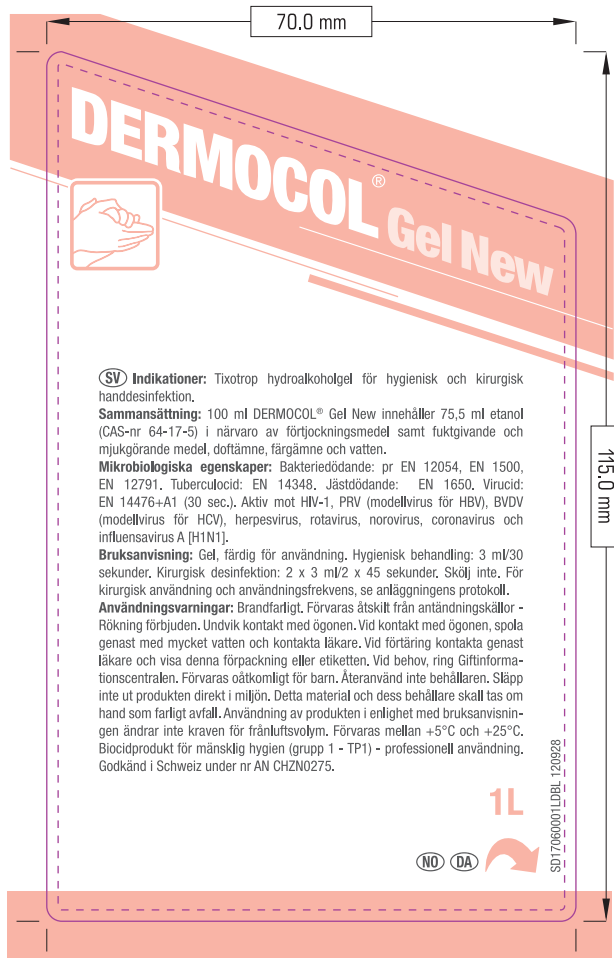 70.0 mm
DERMOCOL® Gel New
SV Indikationer: Tixotrop hydroalkoholgel för hygienisk och kirurgisk
handdesinfektion.
Sammansättning: 100 ml DERMOCOL® Gel New innehåller 75,5 ml etanol
(CAS-nr 64-17-5) i närvaro av förtjockningsmedel samt fuktgivande och
mjukgörande medel, doftämne, färgämne och vatten.
Mikrobiologiska egenskaper: Bakteriedödande: pr EN 12054, EN 1500,
EN 12791. Tuberculocid: EN 14348. Jästdödande: EN 1650. Virucid:
EN 14476+A1 (30 sec.). Aktiv mot HIV-1, PRV (modellvirus för HBV), BVDV
(modellvirus för HCV), herpesvirus, rotavirus, norovirus, coronavirus och
influensavirus A [H1N1].
Bruksanvisning: Gel, färdig för användning. Hygienisk behandling: 3 ml/30
sekunder. Kirurgisk desinfektion: 2 x 3 ml/2 x 45 sekunder. Skölj inte. För
kirurgisk användning och användningsfrekvens, se anläggningens protokoll.
Användningsvarningar: Brandfarligt. Förvaras åtskilt från antändningskällor -
Rökning förbjuden. Undvik kontakt med ögonen. Vid kontakt med ögonen, spola
genast med mycket vatten och kontakta läkare. Vid förtäring kontakta genast
läkare och visa denna förpackning eller etiketten. Vid behov, ring Giftinforma-
tionscentralen. Förvaras oåtkomligt för barn. Återanvänd inte behållaren. Släpp
inte ut produkten direkt i miljön. Detta material och dess behållare skall tas om
hand som farligt avfall. Användning av produkten i enlighet med bruksanvisnin-
gen ändrar inte kraven för frånluftsvolym. Förvaras mellan +5°C och +25°C.
Biocidprodukt för mänsklig hygien (grupp 1 - TP1) - professionell användning.
Godkänd i Schweiz under nr AN CHZN0275.
1L
NO DA
SD17060001LDBL 120928
115.0 mm